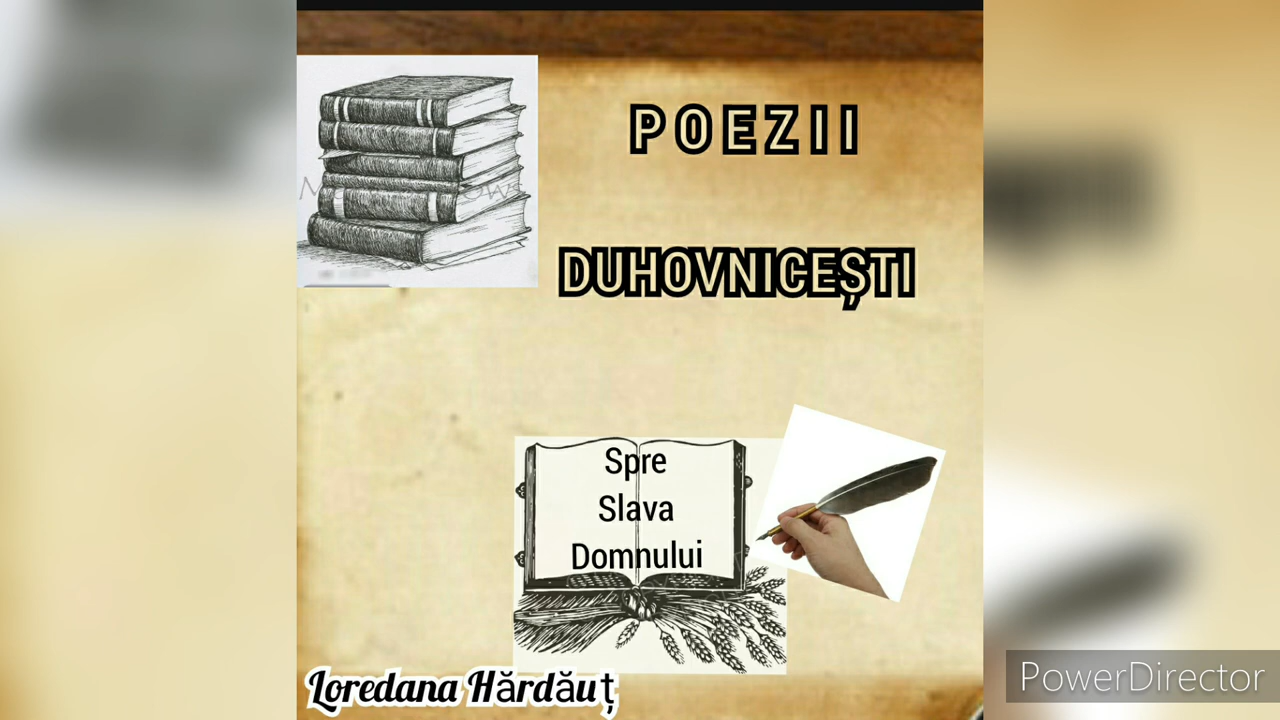 POEZII
DUHOVNICEȘTI
Spre
Slava
Domnului
Loredana Hărdăuț
PowerDirector